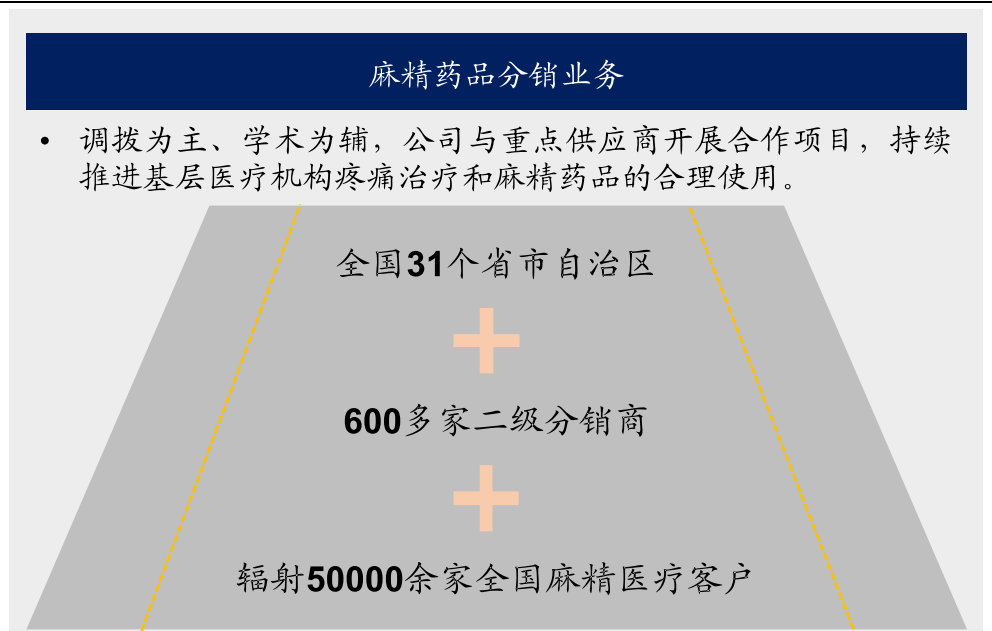 麻精药品分销业务
• 调拨为主、学术为辅，公司与重点供应商开展合作项目，持续
推进基层医疗机构疼痛治疗和麻精药品的合理使用。
全国31个省市自治区
600多家二级分销商
辐射50000余家全国麻精医疗客户